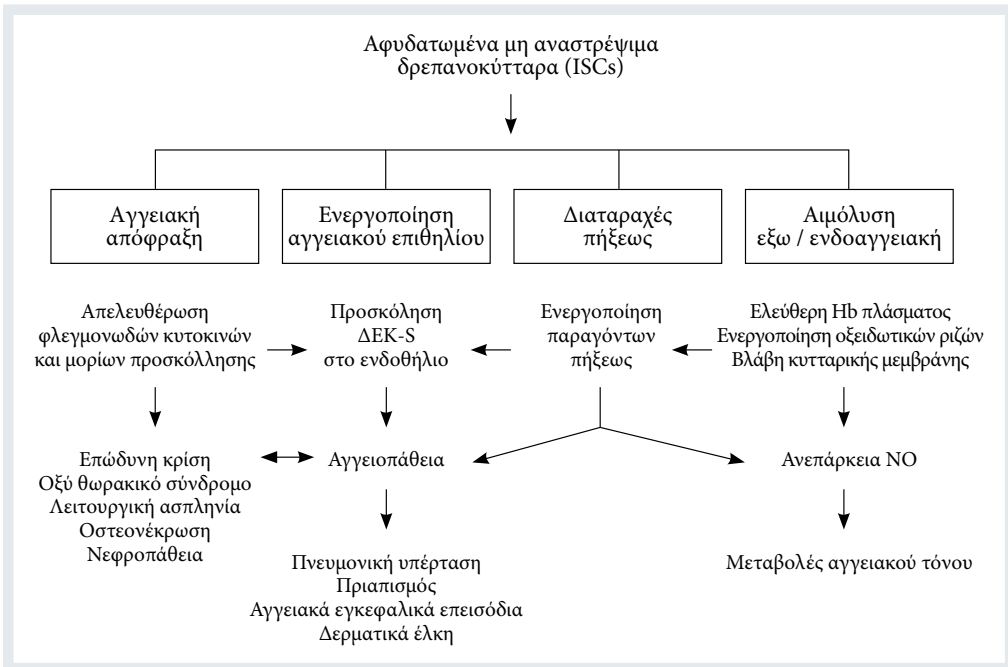 Αφυδατωμένα μη αναστρέψιμα
δρεπανοκύτταρα (ISCs)
Αγγειακή
απόφραξη
Ενεργοποίηση
αγγειακού επιθηλίου
Διαταραχές
πήξεως
Αιμόλυση
εξω / ενδοαγγειακή
Απελευθέρωση
φλεγμονωδών κυτοκινών
και μορίων προσκόλλησης
Προσκόληση
ΔΕΚ-S
στο ενδοθήλιο
Ενεργοποίηση
παραγόντων
πήξεως
Ελεύθερη Hb πλάσματος
Ενεργοποίηση οξειδωτικών ριζών
Βλάβη κυτταρικής μεμβράνης
Επώδυνη κρίση
Οξύ θωρακικό σύνδρομο
Λειτουργική ασπληνία
Οστεονέκρωση
Νεφροπάθεια
Αγγειοπάθεια
Ανεπάρκεια NO
Πνευμονική υπέρταση
Πριαπισμός
Αγγειακά εγκεφαλικά επεισόδια
Δερματικά έλκη
Μεταβολές αγγειακού τόνου